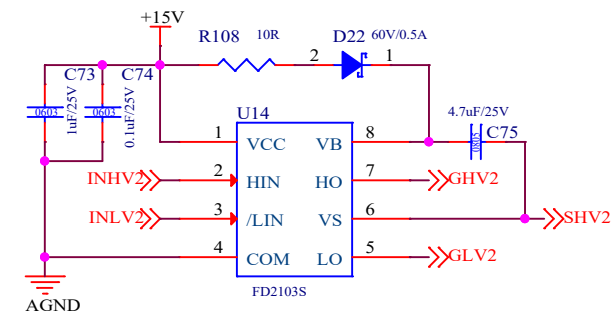 +15V
R108 10R
D22 60V/0.5A
2 1
C73 C74
0603 1uF/25V
0603 0.1uF/25V
U14
4.7uF/25V
0805 C75
1 VCC VB 8
INHV2 2 HIN HO 7 GHV2
INLV2 3 /LIN VS 6 SHV2
4 COM LO 5 GLV2
FD2103S
AGND